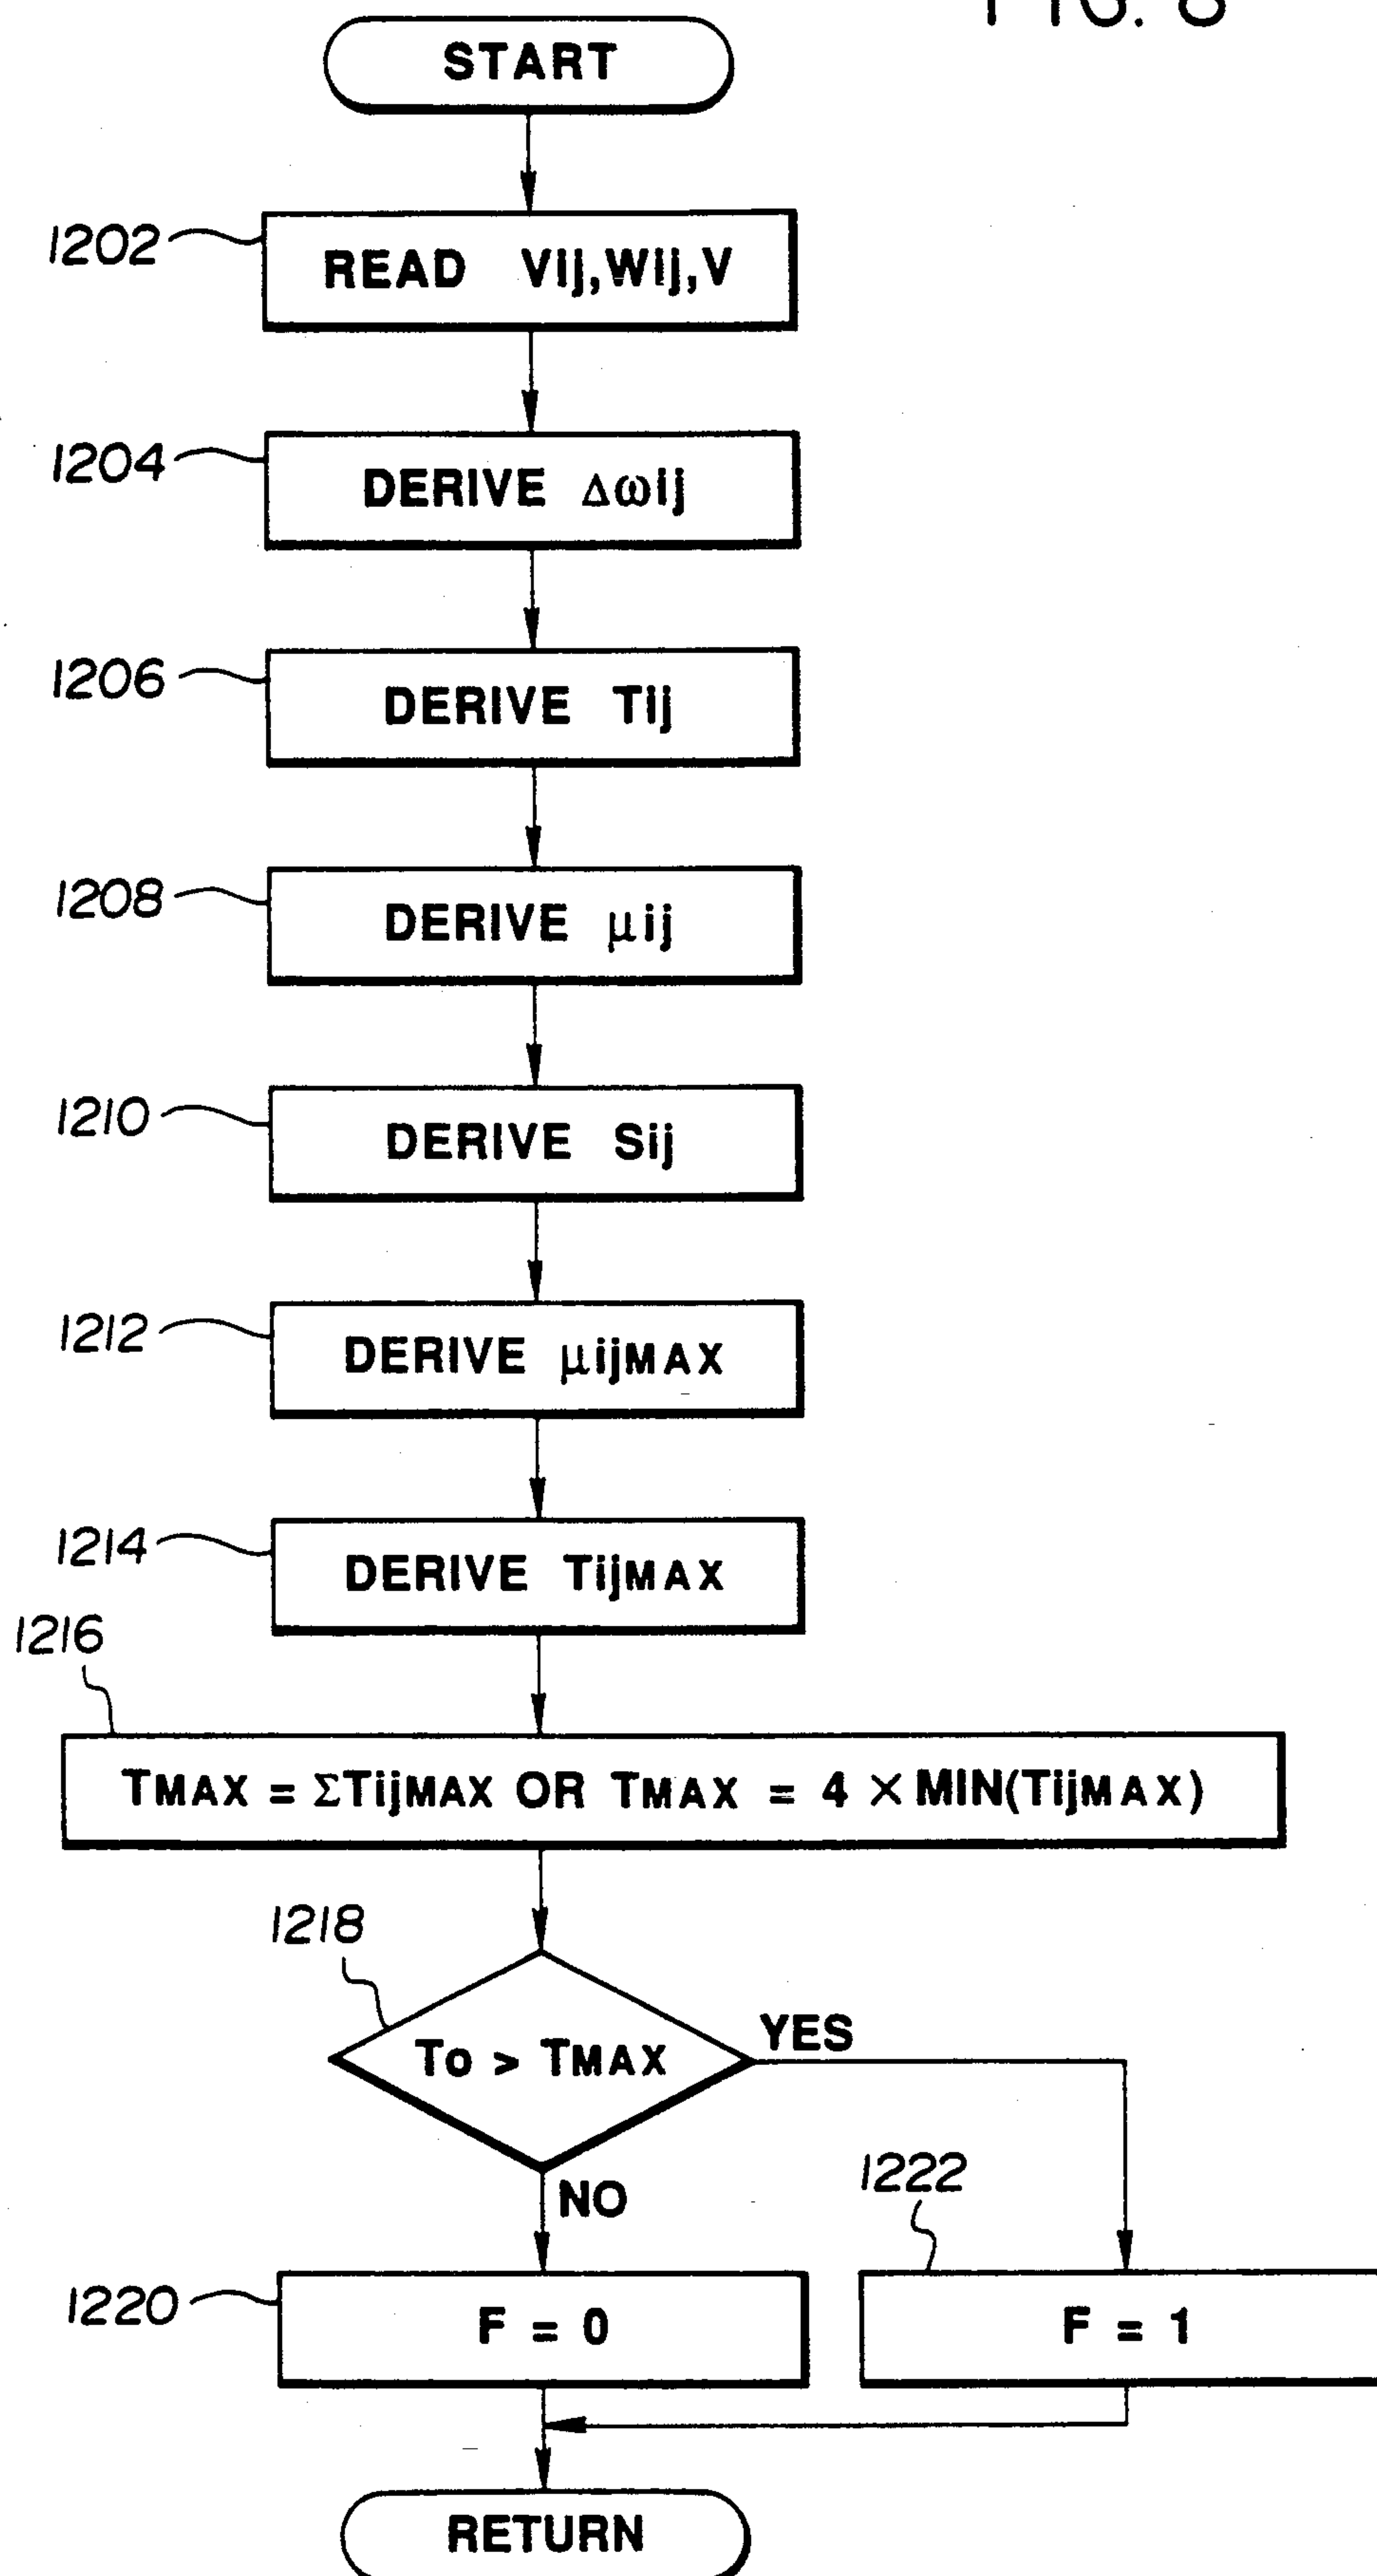 FIG. 8
START
1202
READ Vij,Wij,V
1204
DERIVE Δωij
1206
DERIVE Tij
1208
DERIVE μij
1210
DERIVE Sij
1212
DERIVE μijMAX
1214
DERIVE TijMAX
1216
TMAX = ΣTijMAX OR TMAX = 4 × MIN(TijMAX)
1218
To > TMAX
YES
NO
1222
1220
F = 0
F = 1
RETURN